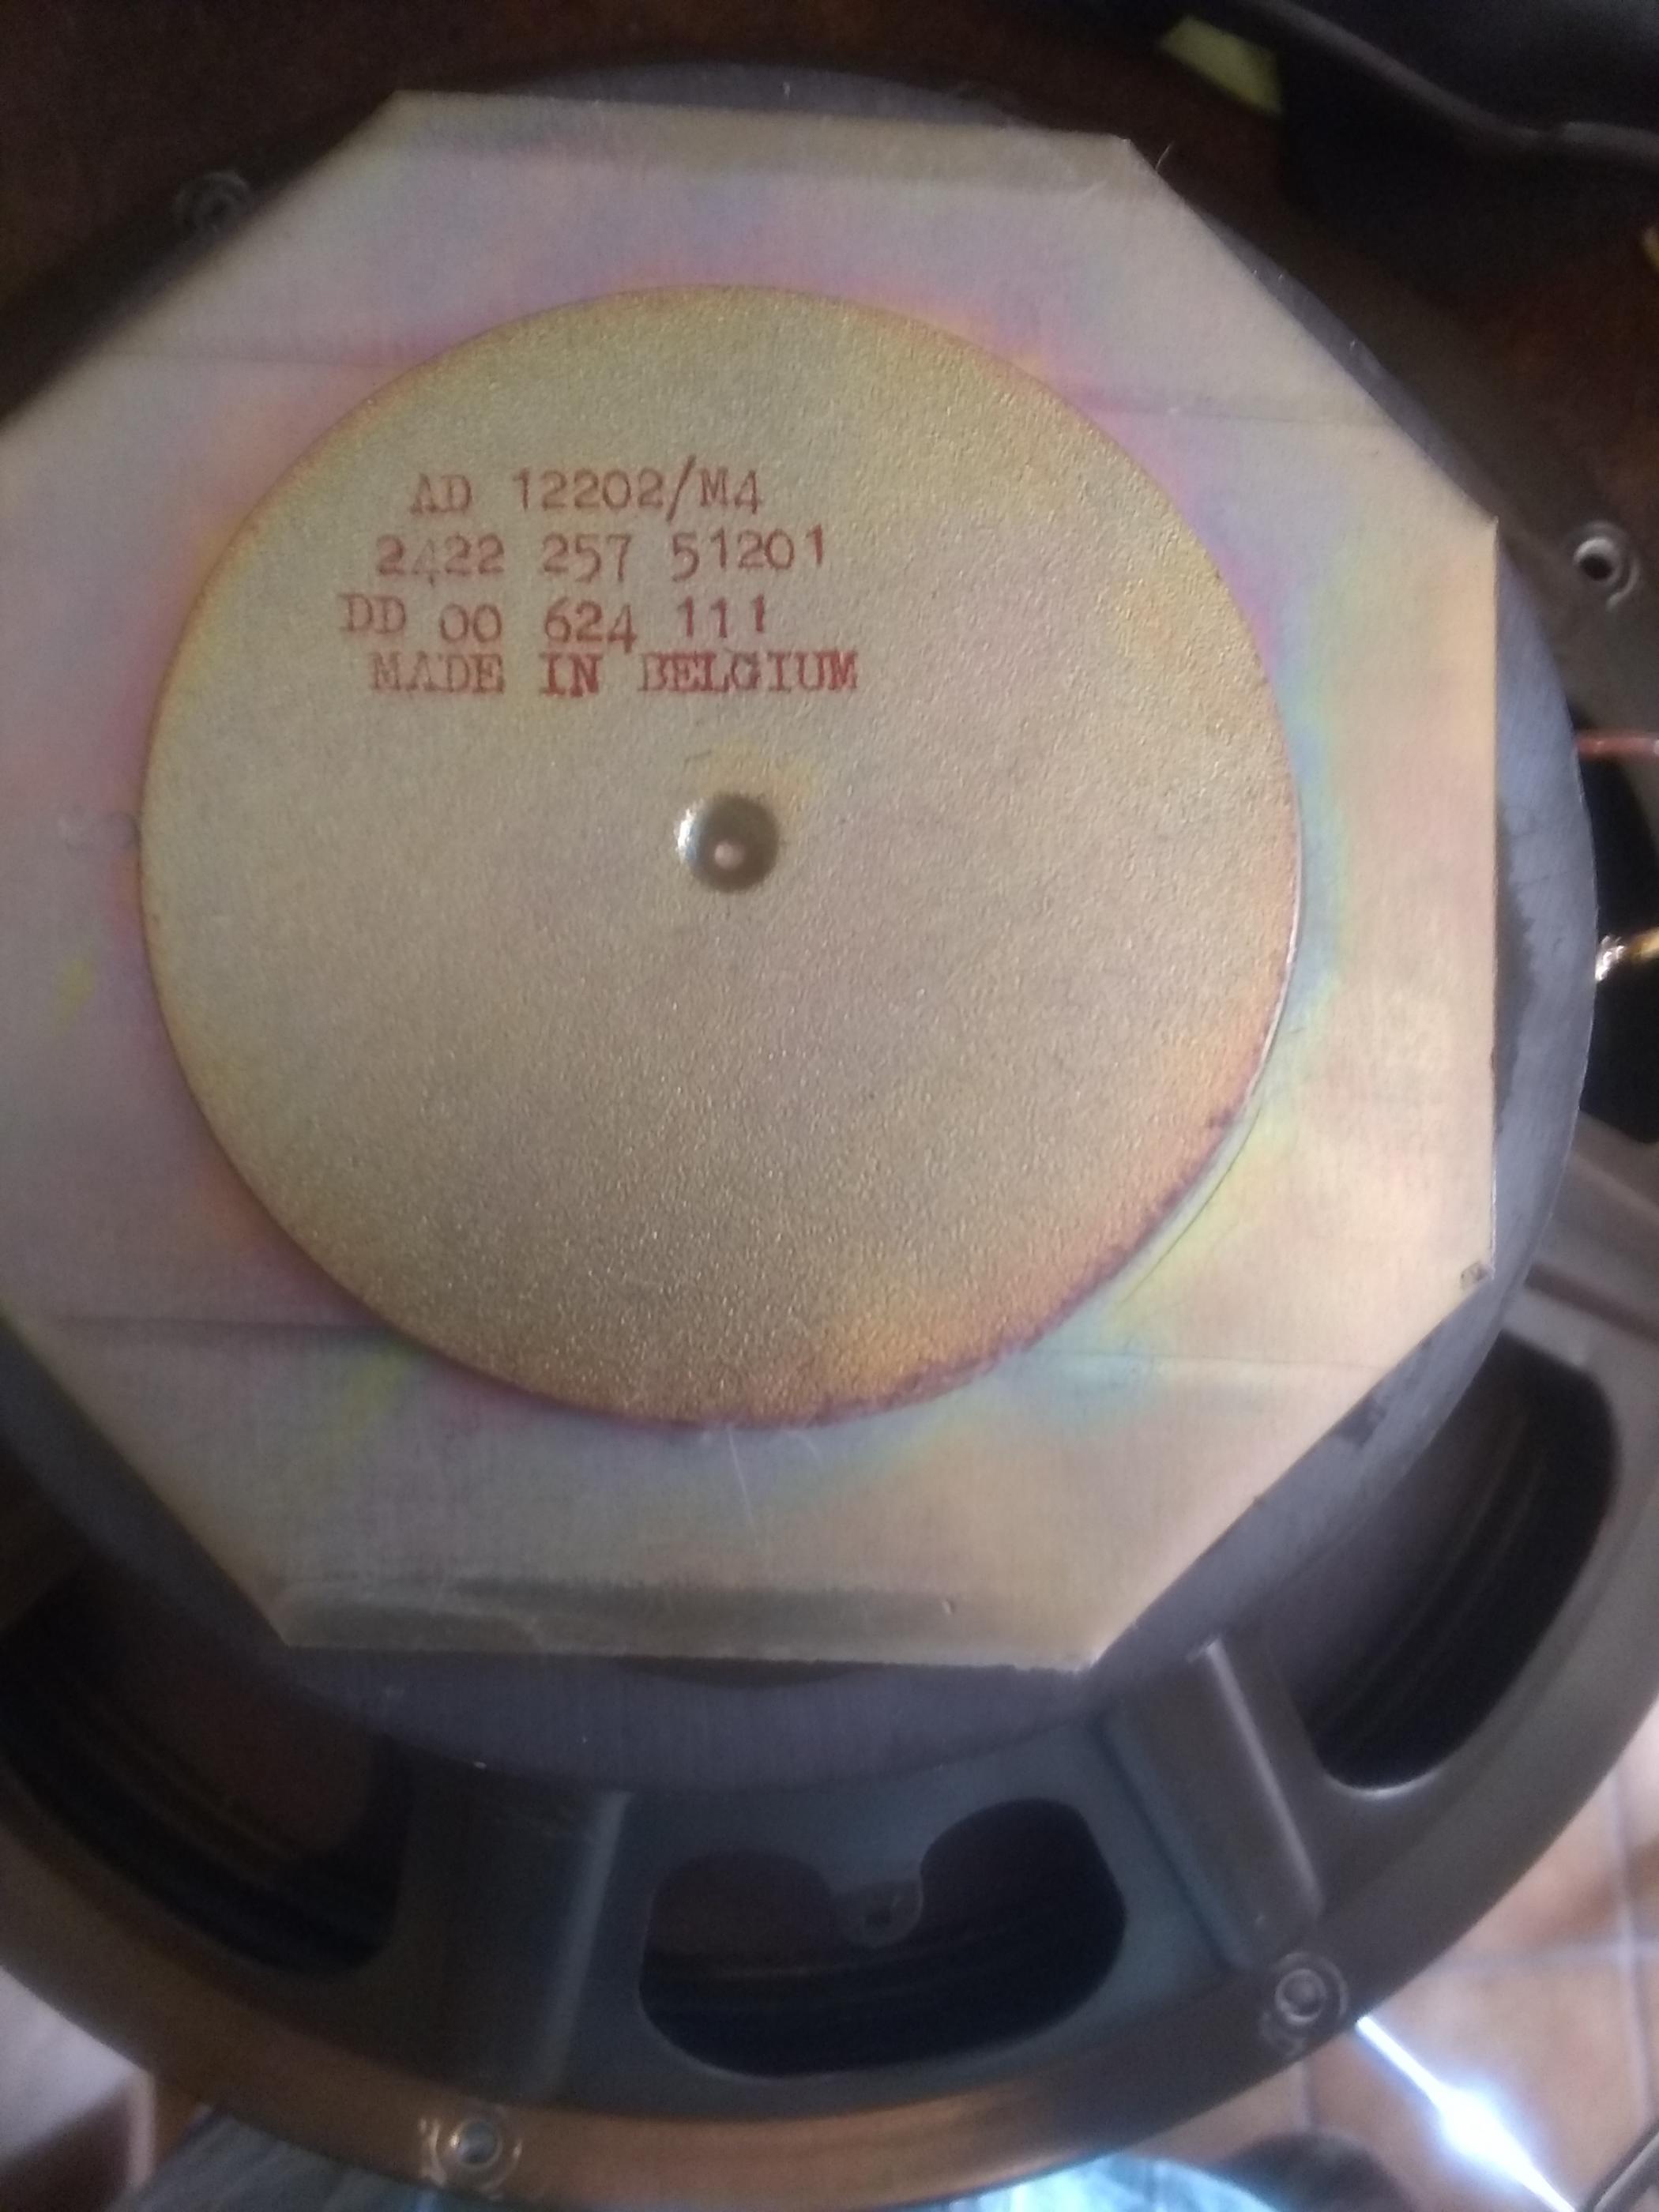 AD 12202/M4
2422 257 51201
DD 00 624 111
MADE IN BELGIUM